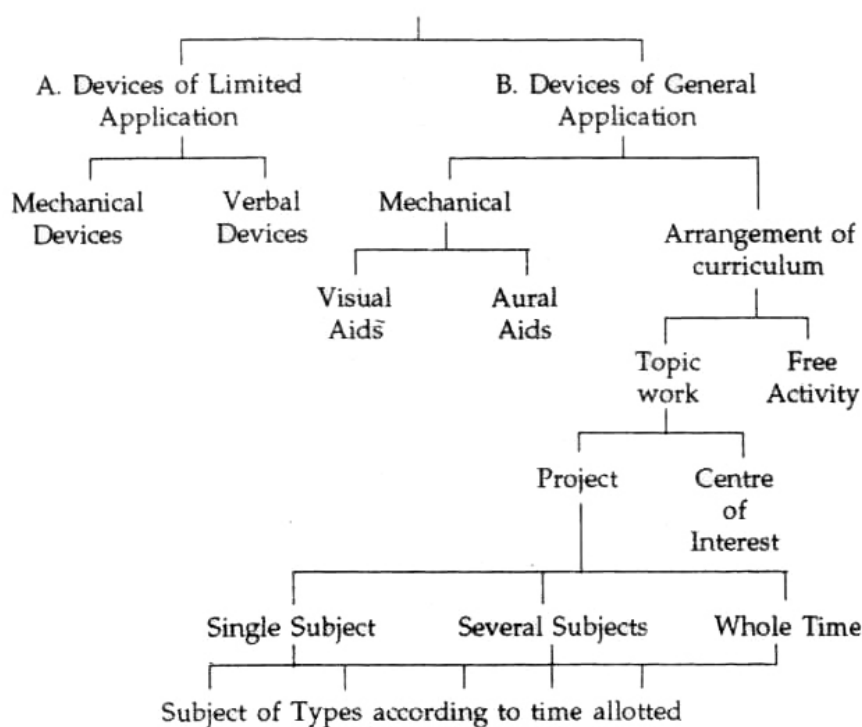 A. Devices of Limited
Application
B. Devices of General
Application
Mechanical
Devices
Verbal
Devices
Mechanical
Arrangement of
curriculum
Visual
Aids
Aural
Aids
Topic
work
Free
Activity
Project
Centre
of
Interest
Single Subject
Several Subjects
Whole Time
Subject of Types according to time allotted